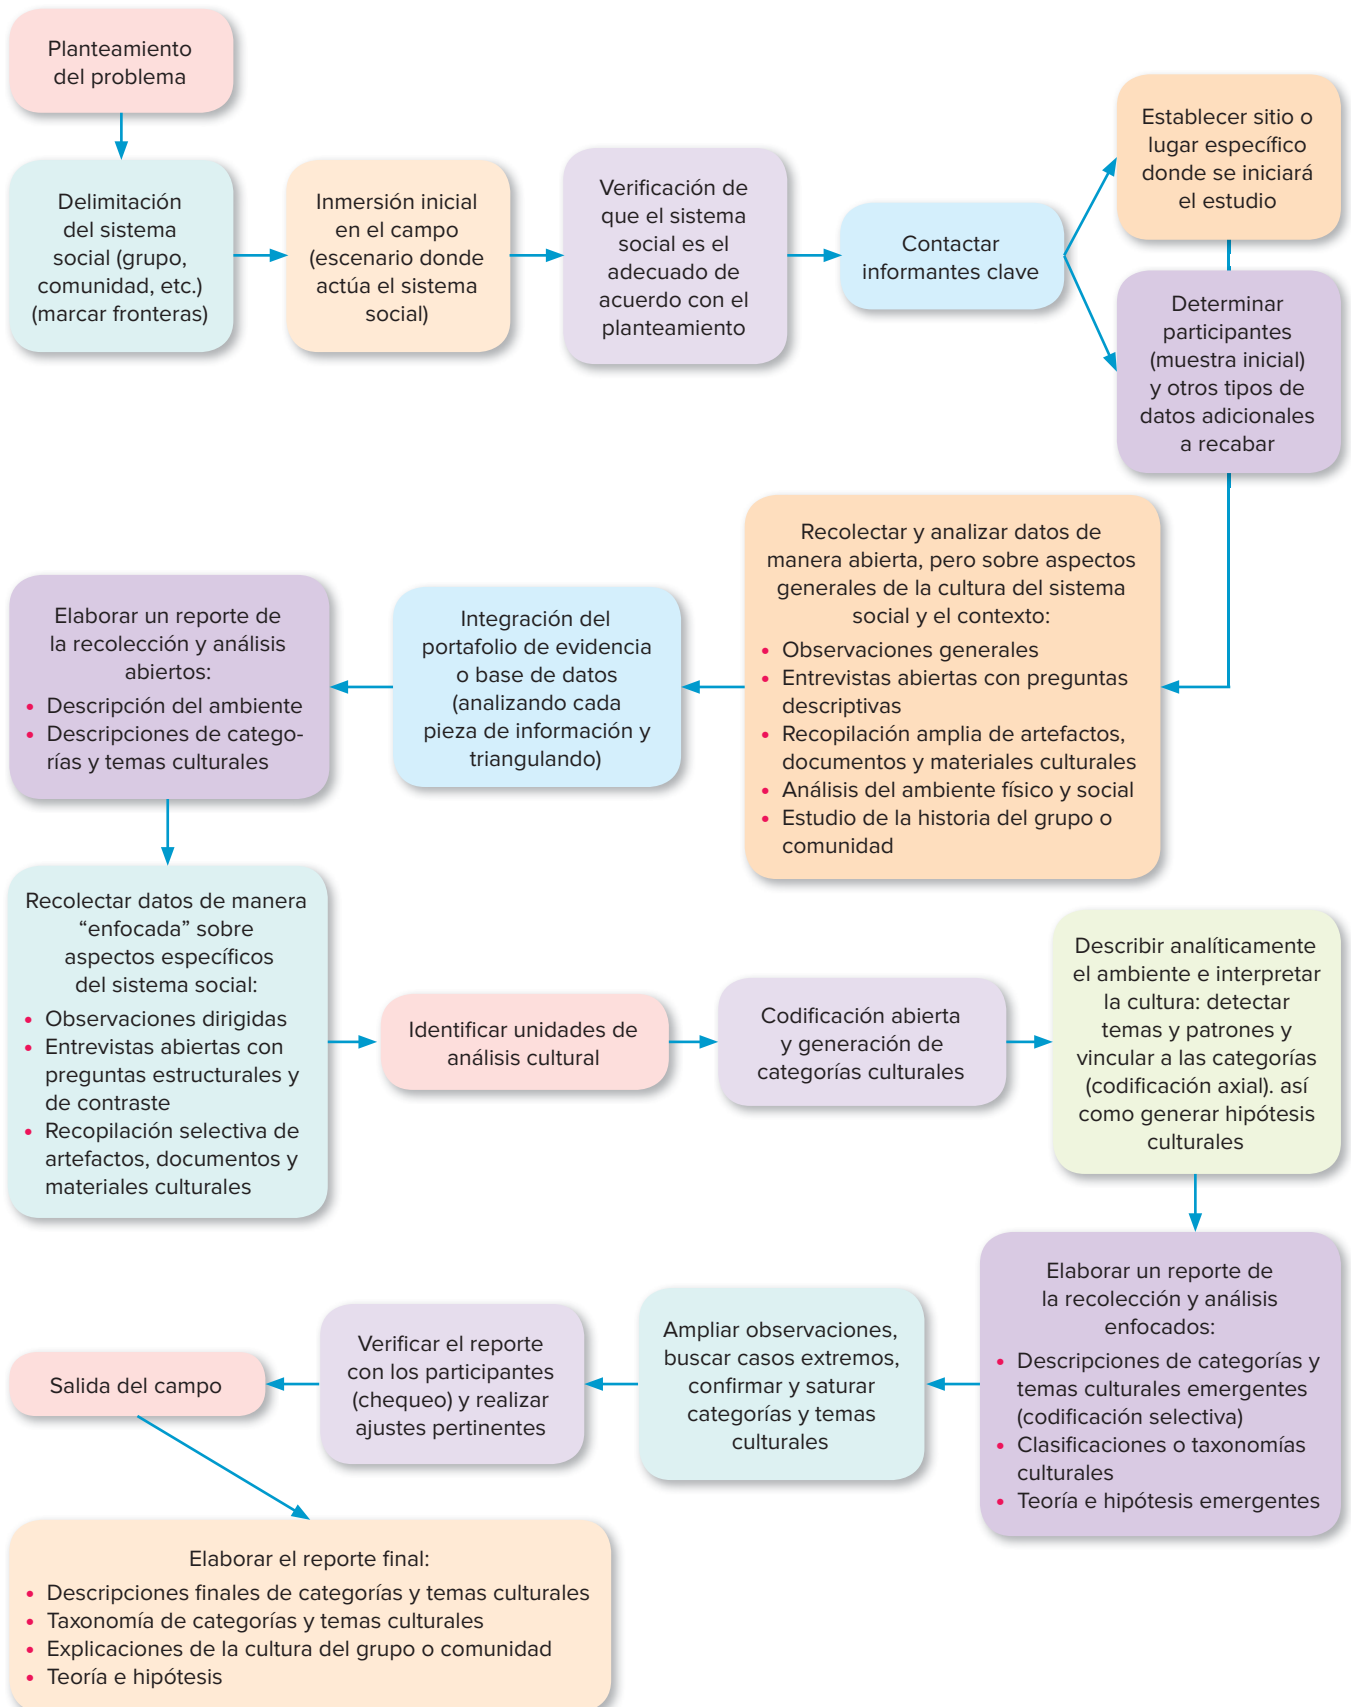 Planteamiento
del problema
Delimitación
del sistema
social (grupo,
comunidad, etc.)
(marcar fronteras)
Inmersión inicial
en el campo
(escenario donde
actúa el sistema
social)
Verificación de
que el sistema
social es el
adecuado de
acuerdo con el
planteamiento
Contactar
informantes clave
Establecer sitio o
lugar específico
donde se iniciará
el estudio
Determinar
participantes
(muestra inicial)
y otros tipos de
datos adicionales
a recabar
Recolectar y analizar datos de
manera abierta, pero sobre aspectos
generales de la cultura del sistema
social y el contexto:
• Observaciones generales
• Entrevistas abiertas con preguntas
descriptivas
• Recopilación amplia de artefactos,
documentos y materiales culturales
• Análisis del ambiente físico y social
• Estudio de la historia del grupo o
comunidad
Integración del
portafolio de evidencia
o base de datos
(analizando cada
pieza de información y
triangulando)
Elaborar un reporte de
la recolección y análisis
abiertos:
• Descripción del ambiente
• Descripciones de catego-
rías y temas culturales
Recolectar datos de manera
“enfocada” sobre
aspectos específicos
del sistema social:
• Observaciones dirigidas
• Entrevistas abiertas con
preguntas estructurales y
de contraste
• Recopilación selectiva de
artefactos, documentos y
materiales culturales
Identificar unidades de
análisis cultural
Codificación abierta
y generación de
categorías culturales
Describir analíticamente
el ambiente e interpretar
la cultura: detectar
temas y patrones y
vincular a las categorías
(codificación axial). así
como generar hipótesis
culturales
Elaborar un reporte de
la recolección y análisis
enfocados:
• Descripciones de categorías y
temas culturales emergentes
(codificación selectiva)
• Clasificaciones o taxonomías
culturales
• Teoría e hipótesis emergentes
Ampliar observaciones,
buscar casos extremos,
confirmar y saturar
categorías y temas
culturales
Verificar el reporte
con los participantes
(chequeo) y realizar
ajustes pertinentes
Salida del campo
Elaborar el reporte final:
• Descripciones finales de categorías y temas culturales
• Taxonomía de categorías y temas culturales
• Explicaciones de la cultura del grupo o comunidad
• Teoría e hipótesis